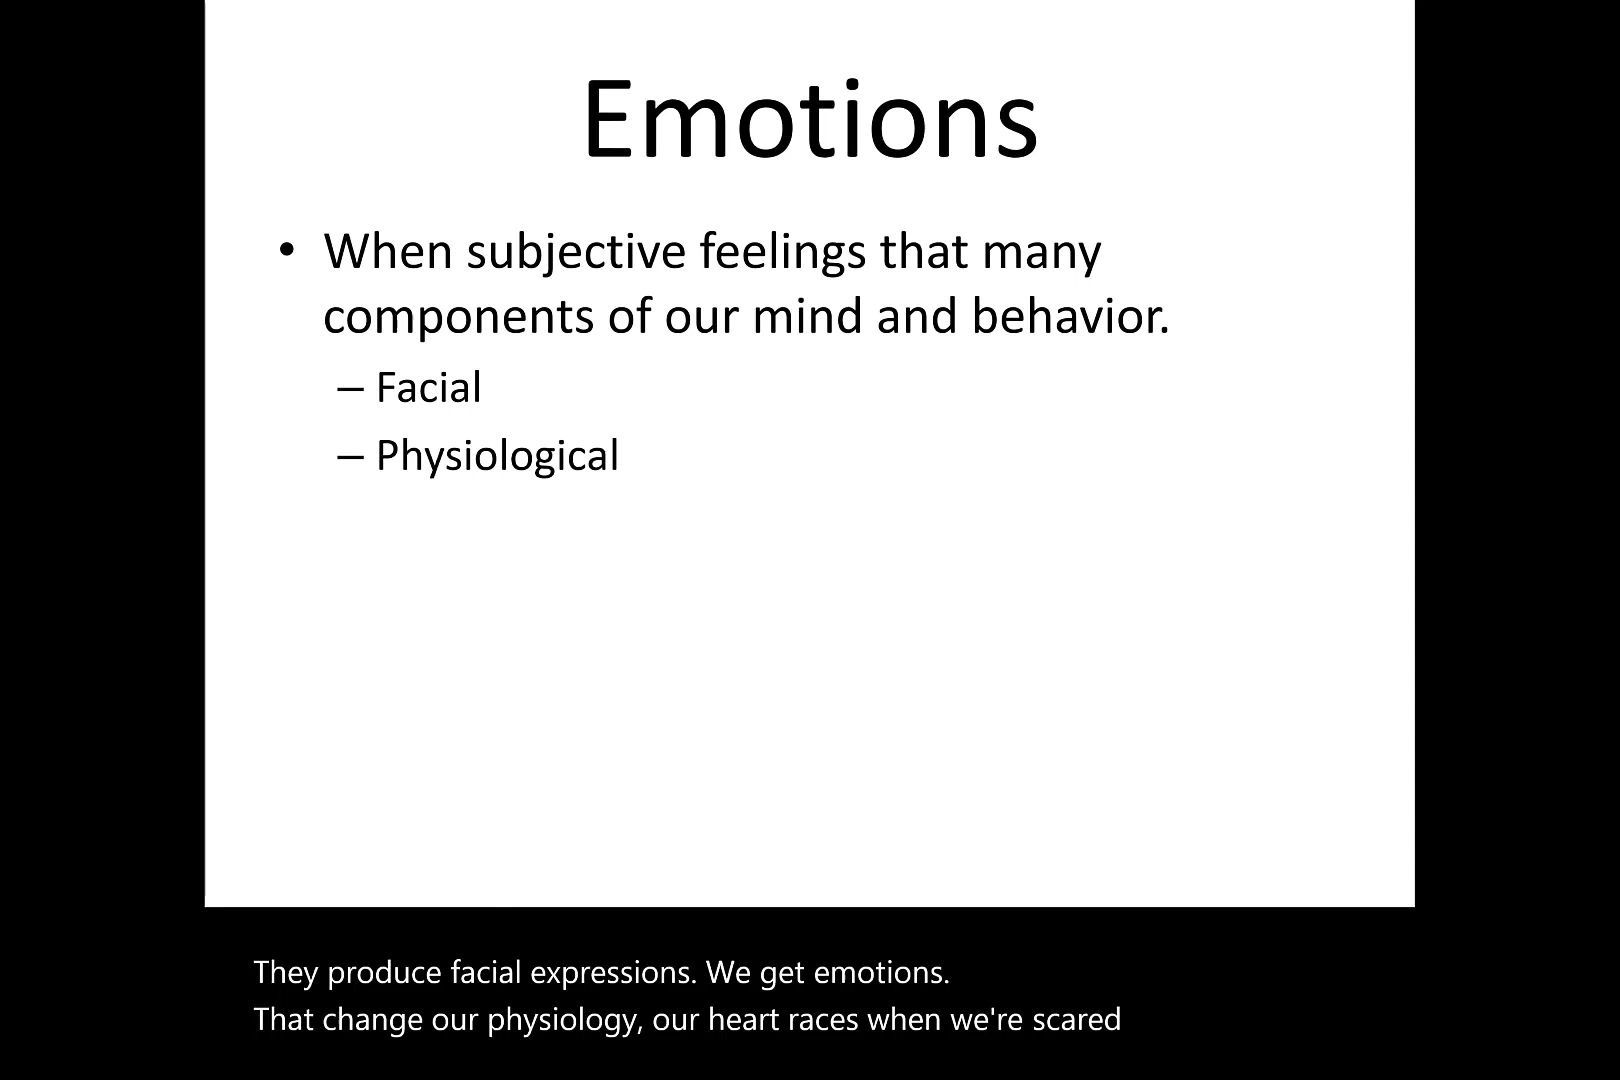 Emotions
• When subjective feelings that many
components of our mind and behavior.
– Facial
– Physiological
They produce facial expressions. We get emotions.
That change our physiology, our heart races when we're scared